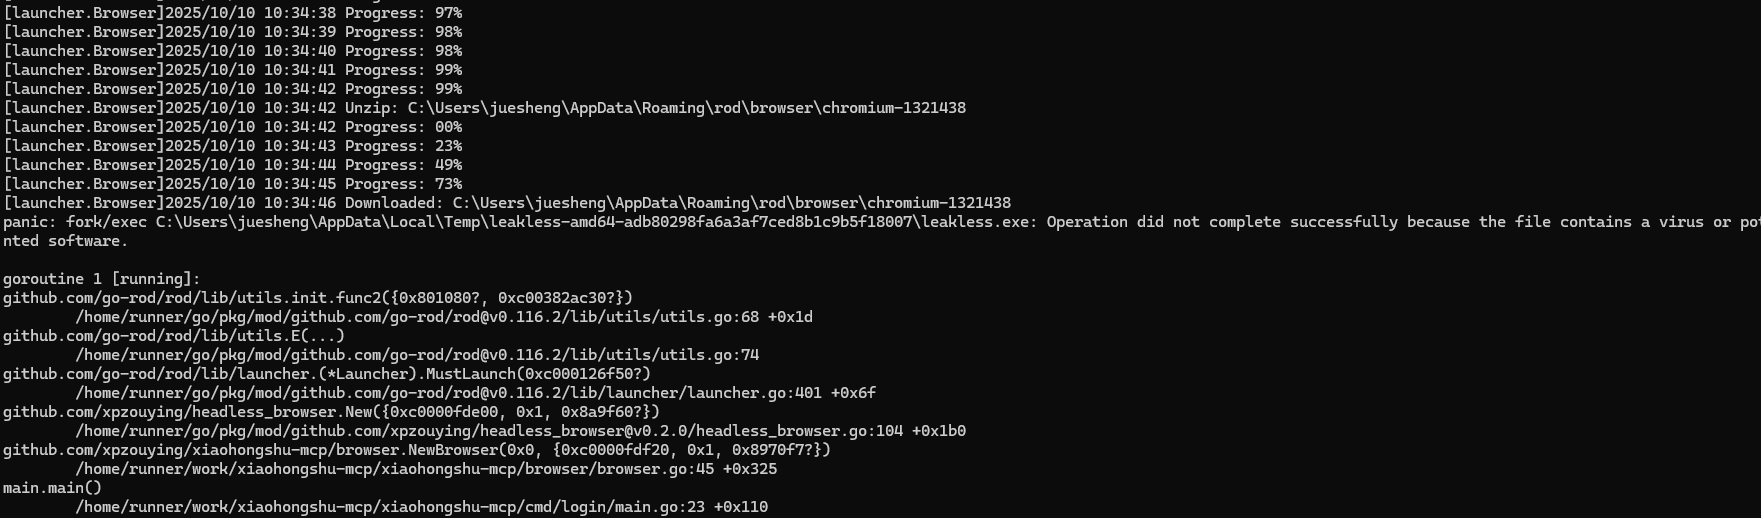 [launcher.Browser]2025/10/10 10:34:38 Progress: 97%
[launcher.Browser]2025/10/10 10:34:39 Progress: 98%
[launcher.Browser]2025/10/10 10:34:40 Progress: 98%
[launcher.Browser]2025/10/10 10:34:41 Progress: 99%
[launcher.Browser]2025/10/10 10:34:42 Progress: 99%
[launcher.Browser]2025/10/10 10:34:42 Unzip: C:\Users\juesheng\AppData\Roaming\rod\browser\chromium-1321438
[launcher.Browser]2025/10/10 10:34:42 Progress: 00%
[launcher.Browser]2025/10/10 10:34:43 Progress: 23%
[launcher.Browser]2025/10/10 10:34:44 Progress: 49%
[launcher.Browser]2025/10/10 10:34:45 Progress: 73%
[launcher.Browser]2025/10/10 10:34:46 Downloaded: C:\Users\juesheng\AppData\Roaming\rod\browser\chromium-1321438
panic: fork/exec C:\Users\juesheng\AppData\Local\Temp\leakless-amd64-adb80298fa6a3af7ced8b1c9b5f18007\leakless.exe: Operation did not complete successfully because the file contains a virus or pot
nted software.
goroutine 1 [running]:
github.com/go-rod/rod/lib/utils.init.func2({0x801080?, 0xc00382ac30?})
/home/runner/go/pkg/mod/github.com/go-rod/rod@v0.116.2/lib/utils/utils.go:68 +0x1d
github.com/go-rod/rod/lib/utils.E(...)
/home/runner/go/pkg/mod/github.com/go-rod/rod@v0.116.2/lib/utils/utils.go:74
github.com/go-rod/rod/lib/launcher.(*Launcher).MustLaunch(0xc000126f50?)
/home/runner/go/pkg/mod/github.com/go-rod/rod@v0.116.2/lib/launcher/launcher.go:401 +0x6f
github.com/xpzouying/headless_browser.New({0xc0000fde00, 0x1, 0x8a9f60?})
/home/runner/go/pkg/mod/github.com/xpzouying/headless_browser@v0.2.0/headless_browser.go:104 +0x1b0
github.com/xpzouying/xiaohongshu-mcp/browser.NewBrowser(0x0, {0xc0000fdf20, 0x1, 0x8970f7?})
/home/runner/work/xiaohongshu-mcp/xiaohongshu-mcp/browser/browser.go:45 +0x325
main.main()
/home/runner/work/xiaohongshu-mcp/xiaohongshu-mcp/cmd/login/main.go:23 +0x110